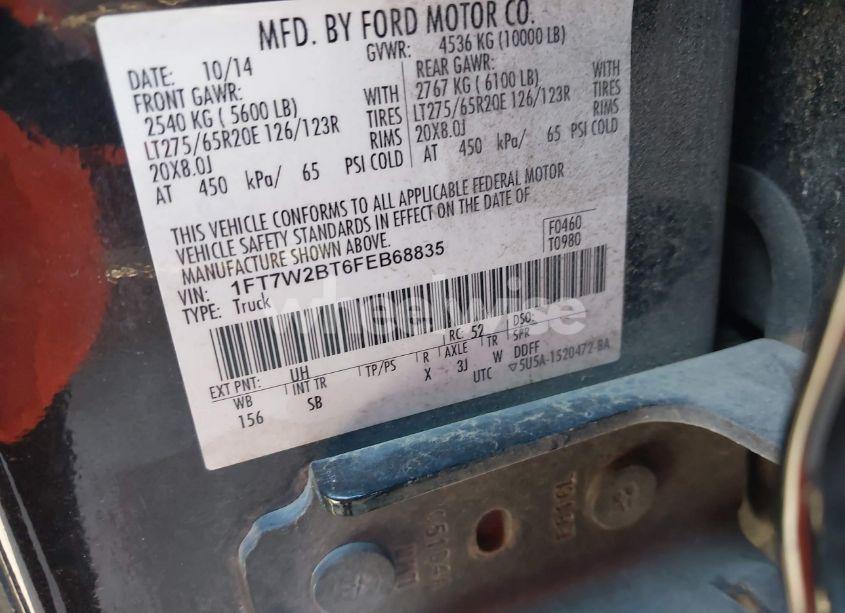 MFD. BY FORD MOTOR CO.
DATE: 10/14 GVWR: 4536 KG (10000 LB)
FRONT GAWR: REAR GAWR:
2540 KG ( 5600 LB) WITH 2767 KG ( 6100 LB) WITH
LT275/65R20E 126/123R TIRES LT275/65R20E 126/123R TIRES
20X8.0J RIMS 20X8.0J RIMS
AT 450 kPa/ 65 PSI COLD AT 450 kPa/ 65 PSI COLD
THIS VEHICLE CONFORMS TO ALL APPLICABLE FEDERAL MOTOR
VEHICLE SAFETY STANDARDS IN EFFECT ON THE DATE OF
MANUFACTURE SHOWN ABOVE.
F0460
T0980
VIN: 1FT7W2BT6FEB68835
TYPE: Truck
wheelwise
EXT PNT: UH RC: 52 DSO:
WB INT TR TP/PS R AXLE TR SPR
156 SB X 3J W DDFF
UTC ▽5U5A-1520472-BA